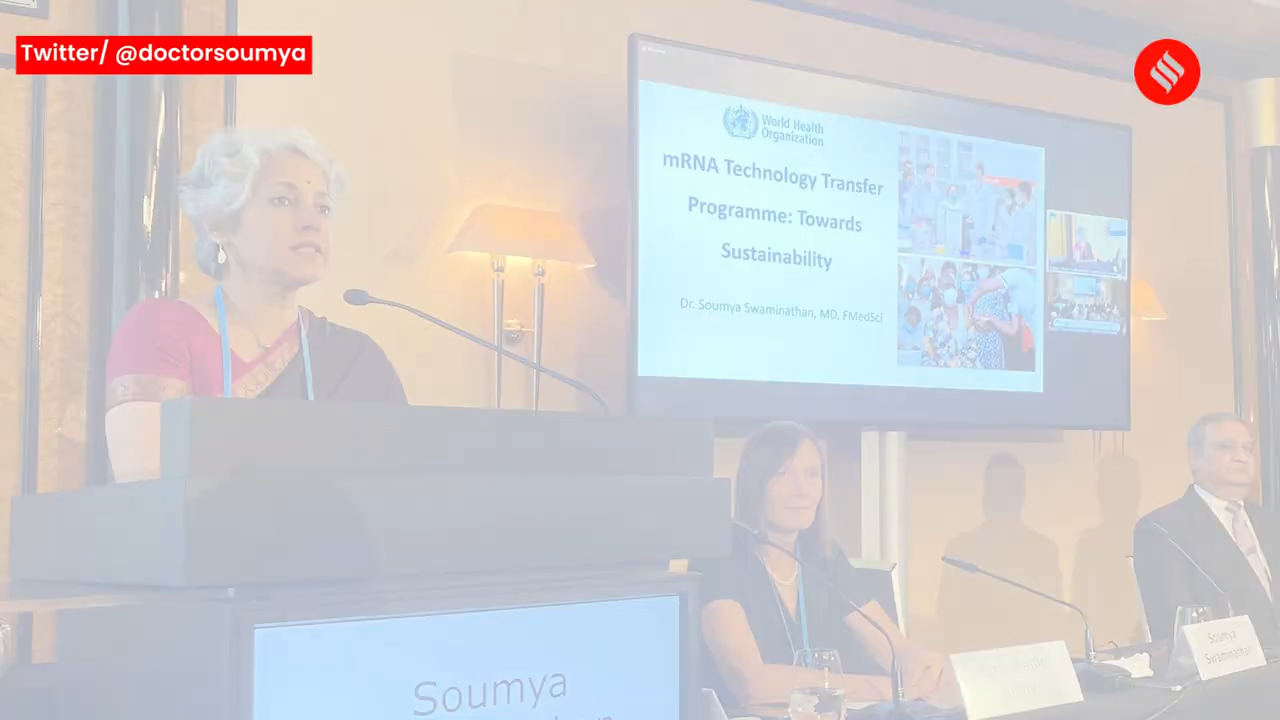 Twitter/ @doctorsoumya
World Health
Organization
mRNA Technology Transfer
Programme: Towards
Sustainability
Dr. Soumya Swaminathan, MD, FMedSci
Soumya
Soumya
Swaminathan